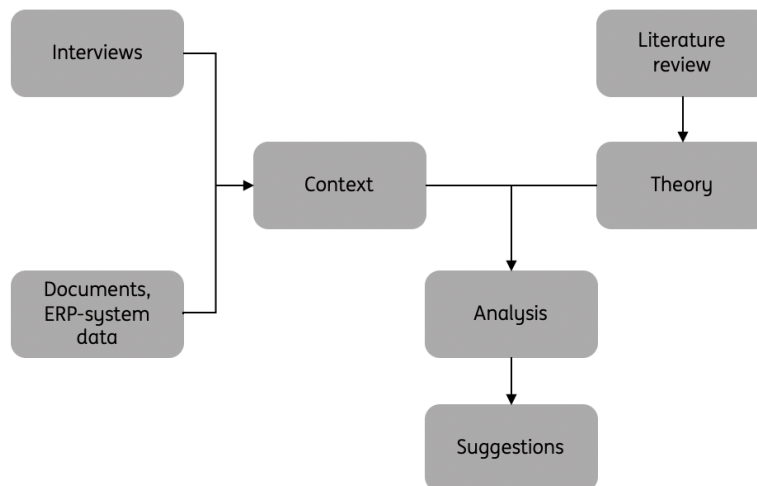 Interviews
Literature
review
Context
Theory
Documents,
ERP-system
data
Analysis
Suggestions